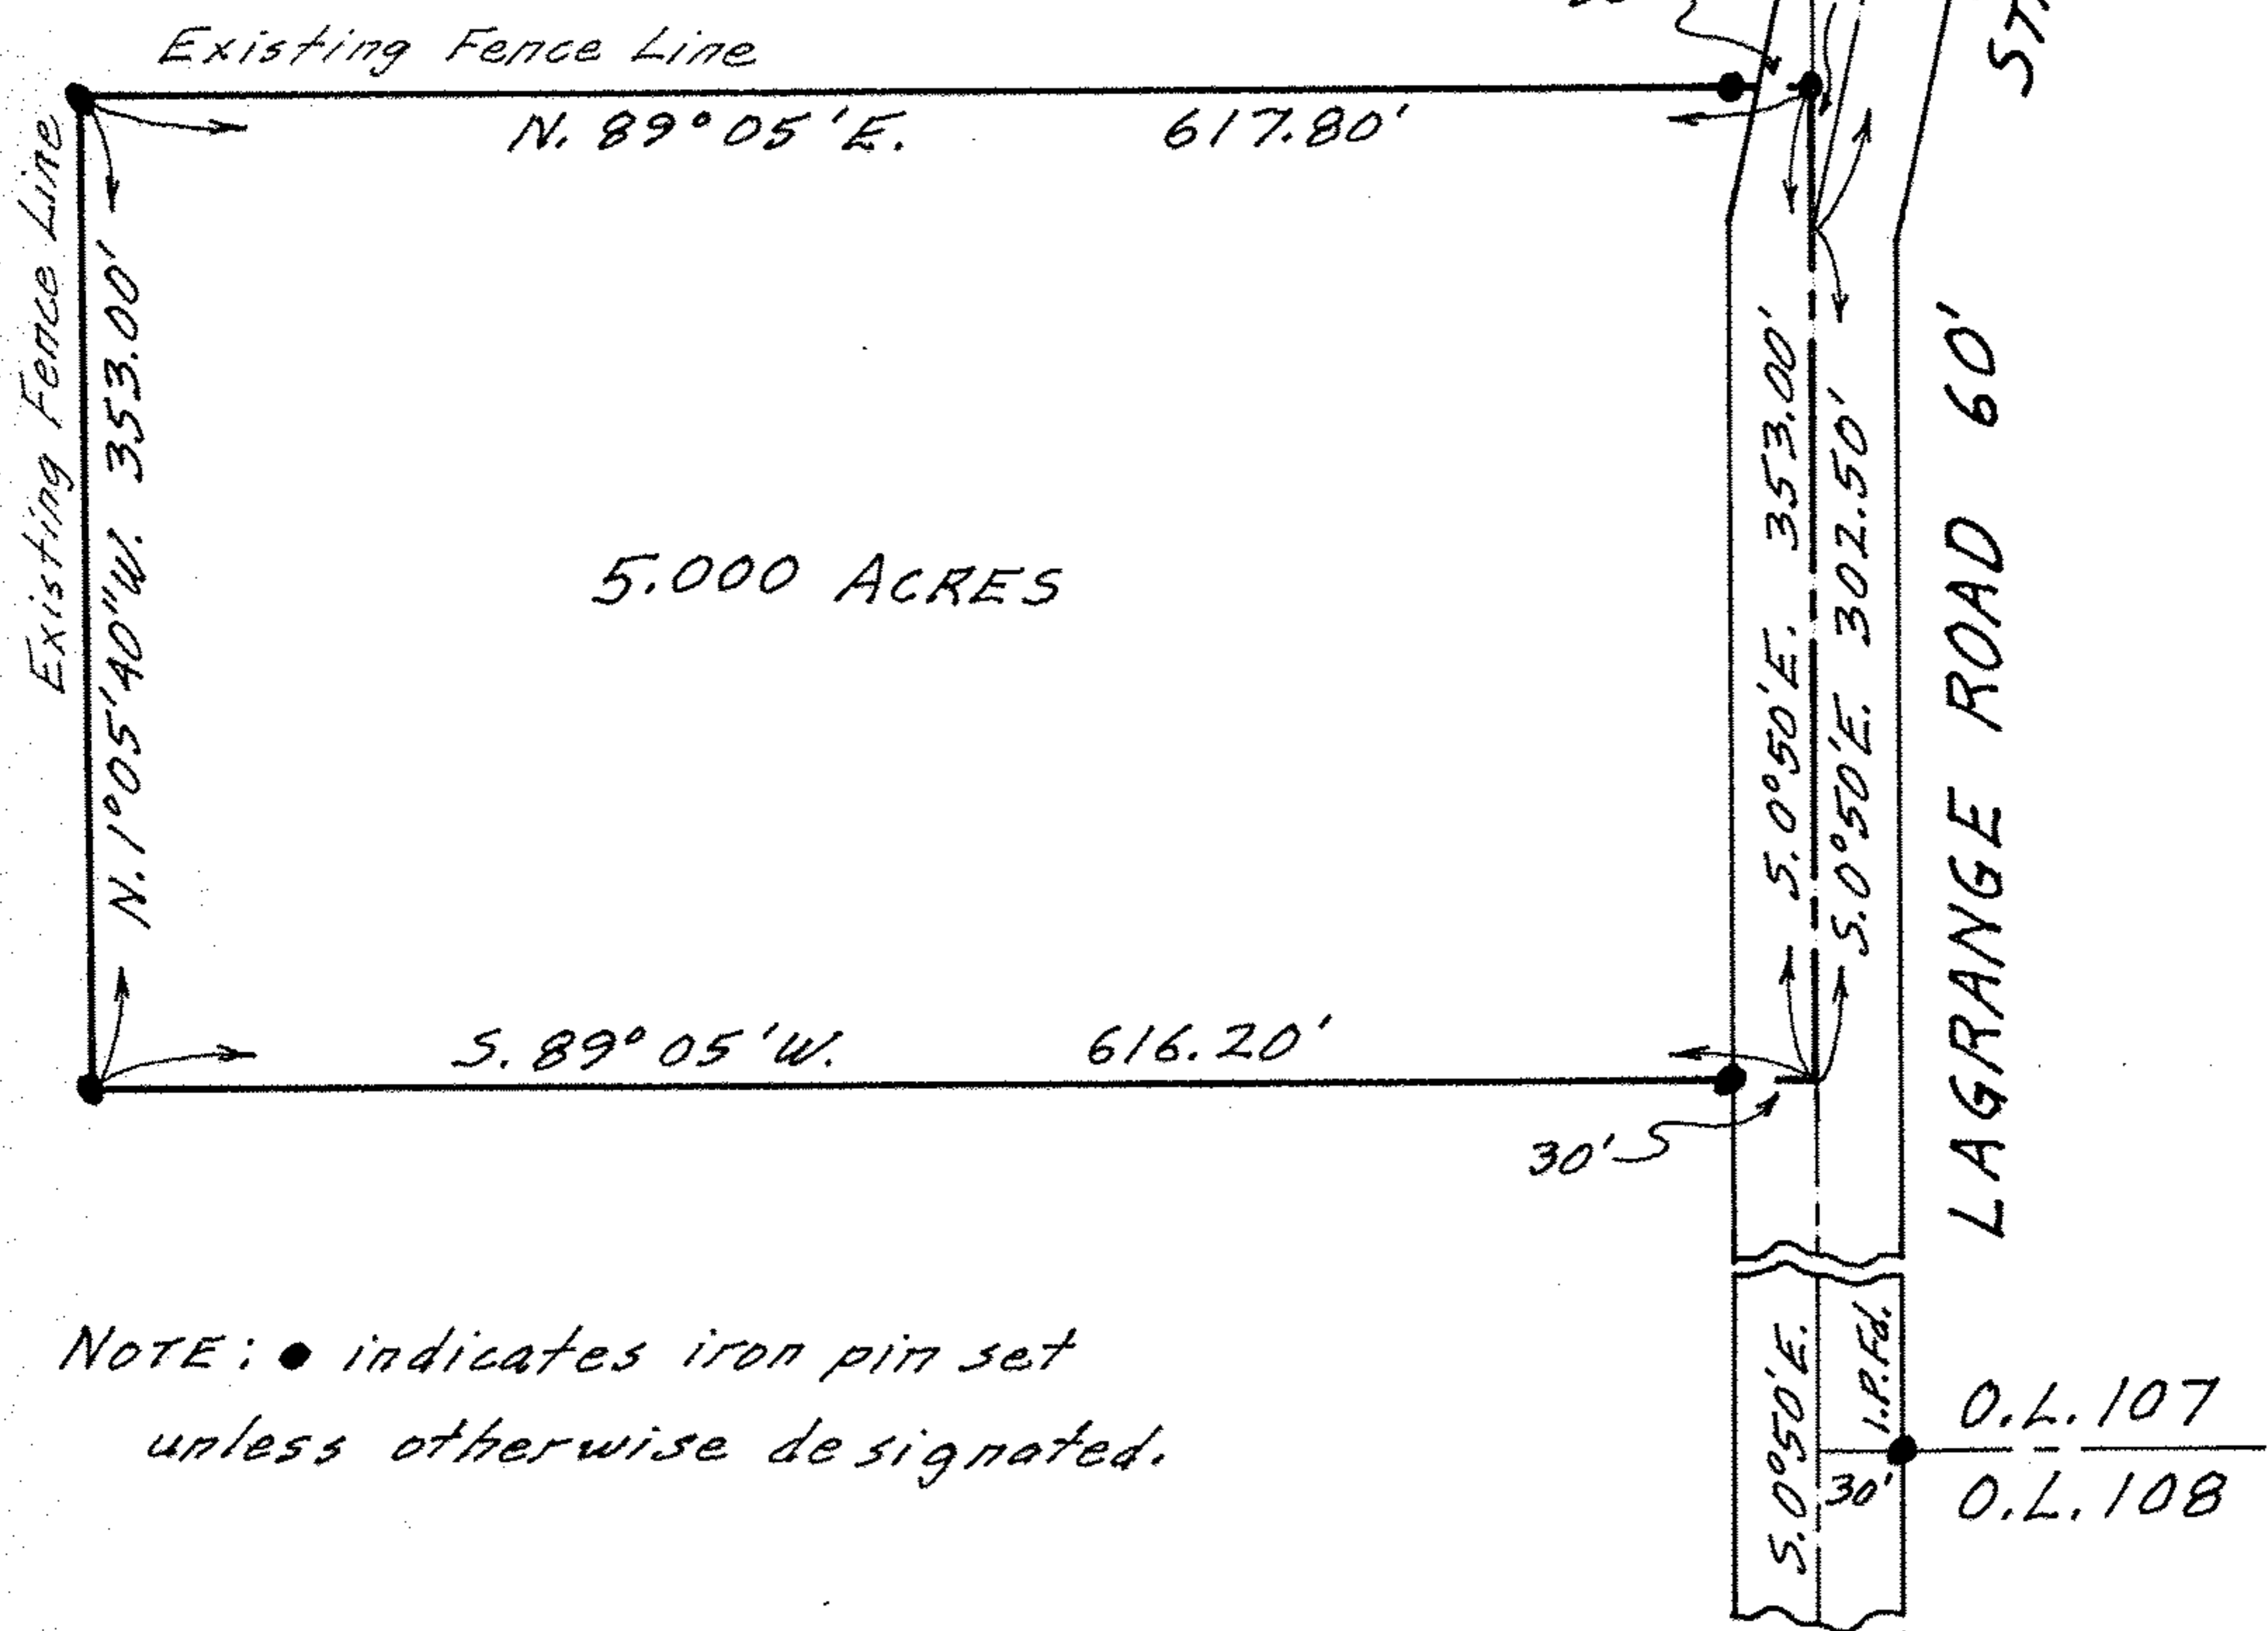 Existing Fence Line
N. 89° 05' E. 617.80'
Existing Fence Line
N. 1° 05' 40" W. 353.00'
5.000 ACRES
S. 0° 50' E. 353.00'
S. 0° 50' E. 302.50'
LAGRANGE ROAD 60'
S. 89° 05' W. 616.20'
30'
NOTE: ● indicates iron pin set
unless otherwise designated.
S. 0° 50' E.
I.P. Fd.
30'
O.L. 107
O.L. 108